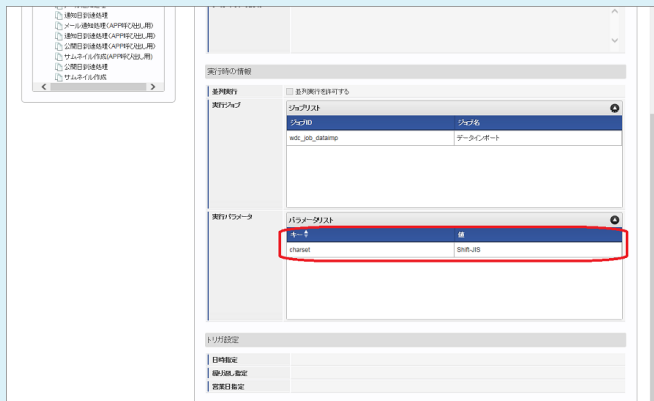 通知日到達処理
メール通知処理(APP呼び出し用)
通知日到達処理(APP呼び出し用)
公開日到達処理(APP呼び出し用)
サムネイル作成(APP呼び出し用)
公開日到達処理
サムネイル作成
実行時の情報
並列実行
並列実行を許可する
実行ジョブ
ジョブリスト
ジョブID
ジョブ名
wdc_job_dataimp
データインポート
実行パラメータ
パラメータリスト
キー
値
charset
Shift-JIS
トリガ設定
日時指定
繰り返し指定
営業日指定